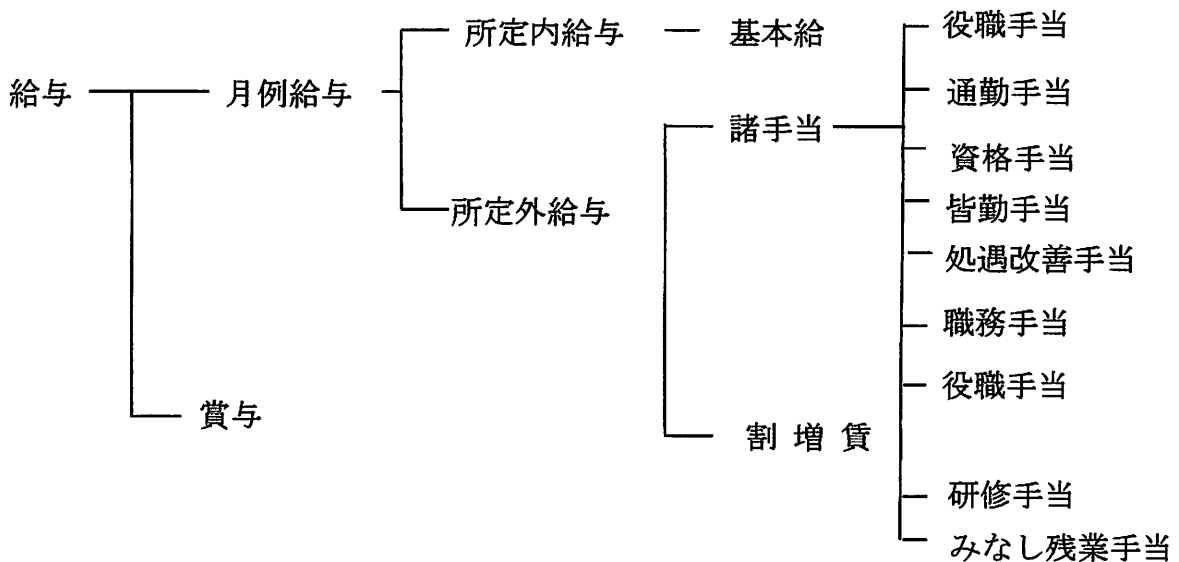 給与
月例給与
所定内給与
基本給
所定外給与
諸手当
役職手当
通勤手当
資格手当
皆勤手当
処遇改善手当
職務手当
役職手当
研修手当
みなし残業手当
割増賃
賞与